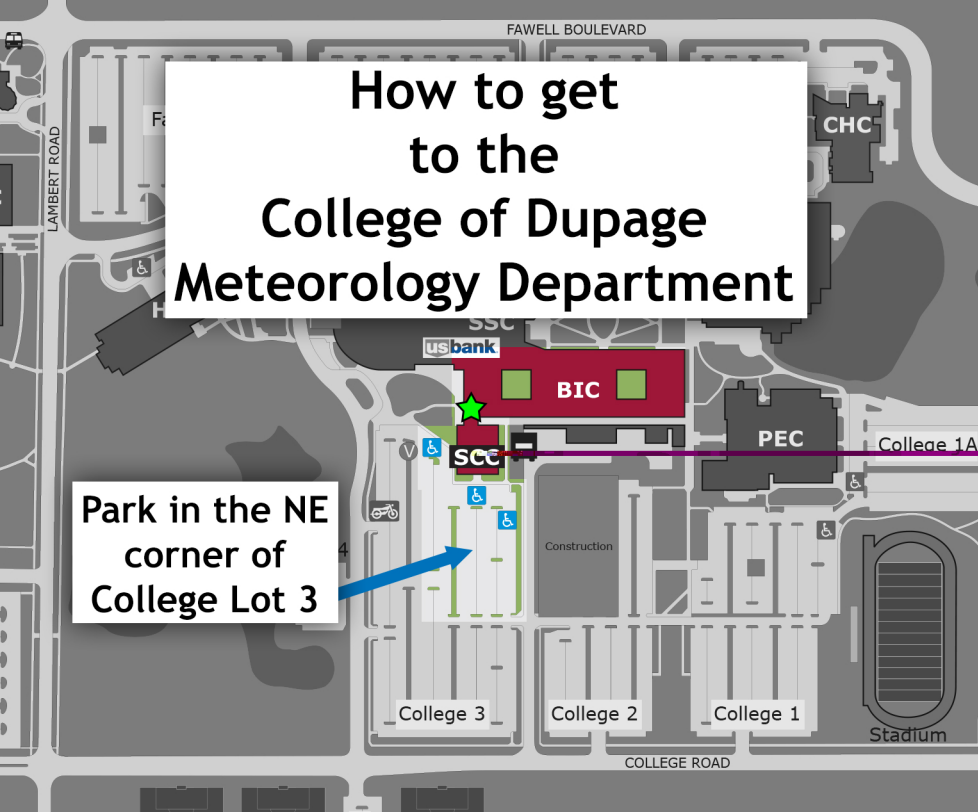 FAWELL BOULEVARD
How to get
to the
College of Dupage
Meteorology Department
CHC
LAMBERT ROAD
SSC
usbank
BIC
PEC
V
SCC
College 1A
Park in the NE
corner of
College Lot 3
4
Construction
College 3
College 2
College 1
Stadium
COLLEGE ROAD